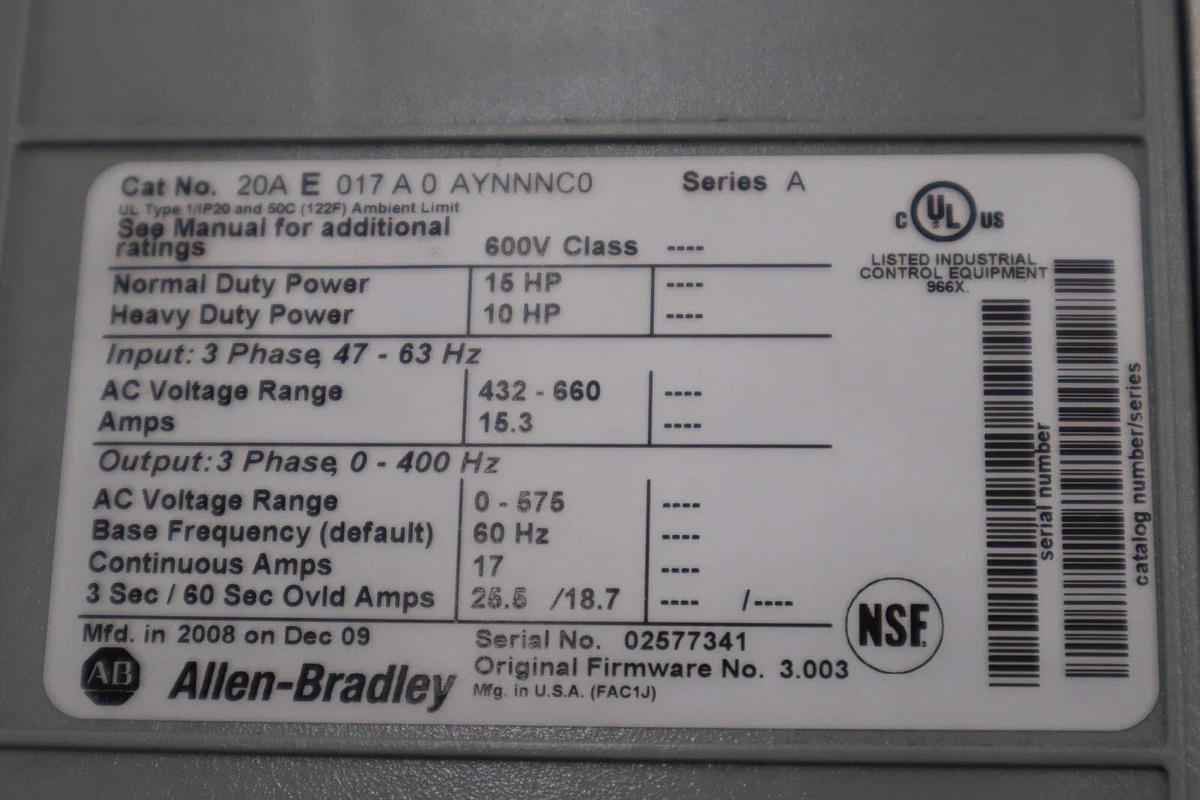 Cat No. 20A E 017 A 0 AYNNNC0 Series A
UL Type 1/IP20 and 50C (122F) Ambient Limit
See Manual for additional
ratings 600V Class ----
Normal Duty Power 15 HP ----
Heavy Duty Power 10 HP ----
Input: 3 Phase, 47 - 63 Hz
AC Voltage Range 432 - 660 ----
Amps 15.3 ----
Output: 3 Phase, 0 - 400 Hz
AC Voltage Range 0 - 575 ----
Base Frequency (default) 60 Hz ----
Continuous Amps 17 ----
3 Sec / 60 Sec Ovld Amps 25.5 /18.7 ---- /----
Mfd. in 2008 on Dec 09 Serial No. 02577341
Original Firmware No. 3.003
AB Allen-Bradley Mfg. in U.S.A. (FAC1J)
C UL US
LISTED INDUSTRIAL
CONTROL EQUIPMENT
966X.
serial number
catalog number/series
NSF.